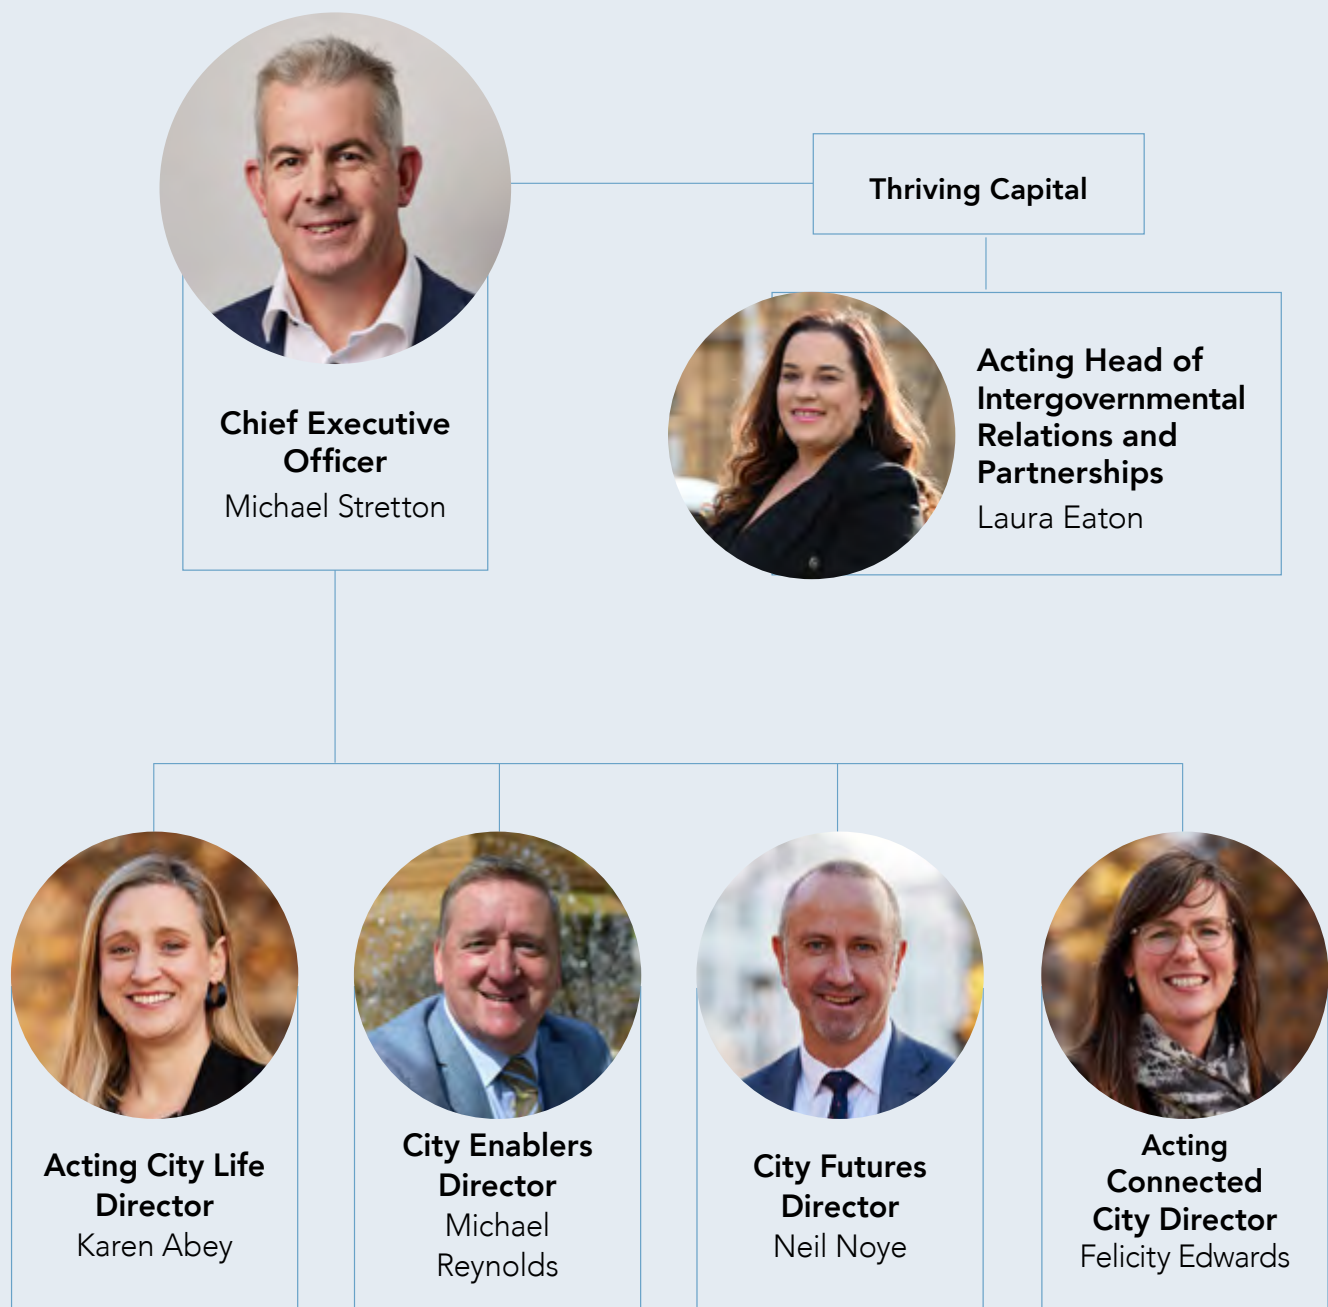 Thriving Capital
Chief Executive
Officer
Michael Stretton
Acting Head of
Intergovernmental
Relations and
Partnerships
Laura Eaton
Acting City Life
Director
Karen Abey
City Enablers
Director
Michael
Reynolds
City Futures
Director
Neil Noye
Acting
Connected
City Director
Felicity Edwards